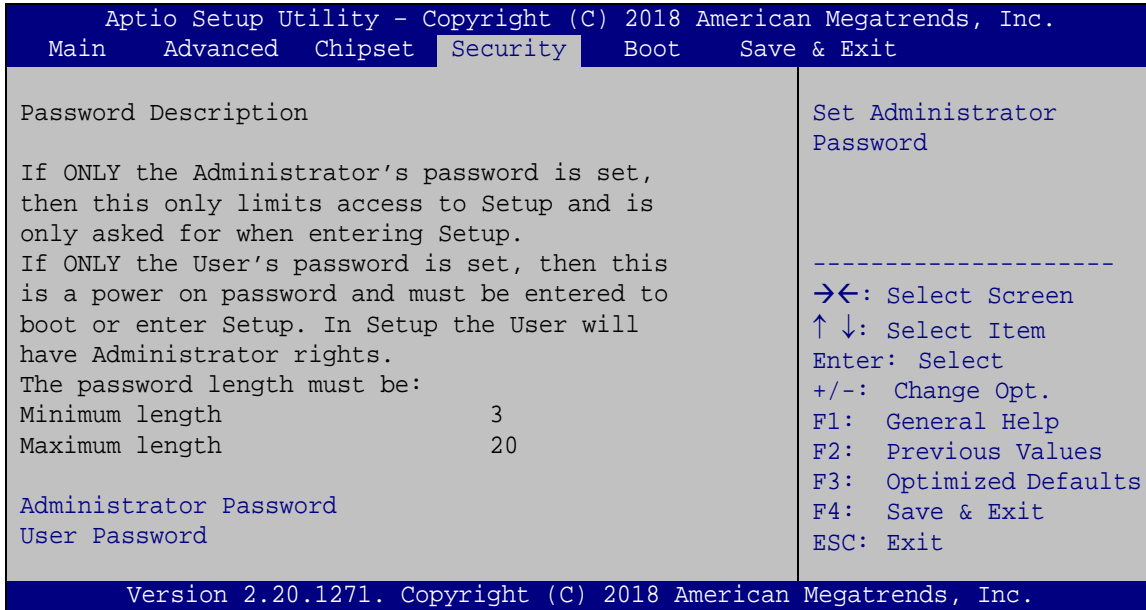 Aptio Setup Utility – Copyright (C) 2018 American Megatrends, Inc.
Main Advanced Chipset Security Boot Save & Exit
Password Description
If ONLY the Administrator’s password is set,
then this only limits access to Setup and is
only asked for when entering Setup.
If ONLY the User’s password is set, then this
is a power on password and must be entered to
boot or enter Setup. In Setup the User will
have Administrator rights.
The password length must be:
Minimum length 3
Maximum length 20
Administrator Password
User Password
Set Administrator
Password
---------------------
→←: Select Screen
↑ ↓: Select Item
Enter: Select
+/-: Change Opt.
F1: General Help
F2: Previous Values
F3: Optimized Defaults
F4: Save & Exit
ESC: Exit
Version 2.20.1271. Copyright (C) 2018 American Megatrends, Inc.